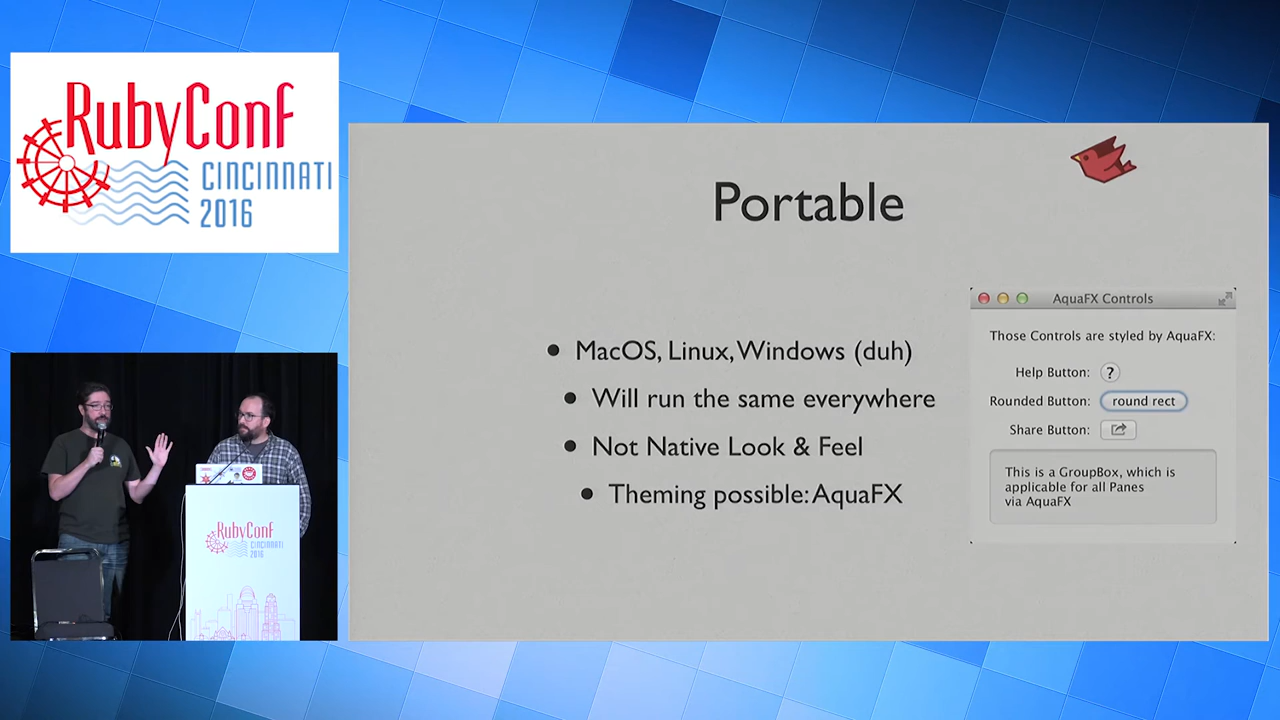 RubyConf
CINCINNATI
2016
Portable
• MacOS, Linux, Windows (duh)
• Will run the same everywhere
• Not Native Look & Feel
• Theming possible: AquaFX
AquaFX Controls
Those Controls are styled by AquaFX:
Help Button: ?
Rounded Button: round rect
Share Button:
This is a GroupBox, which is
applicable for all Panes
via AquaFX
RubyConf
CINCINNATI
2016